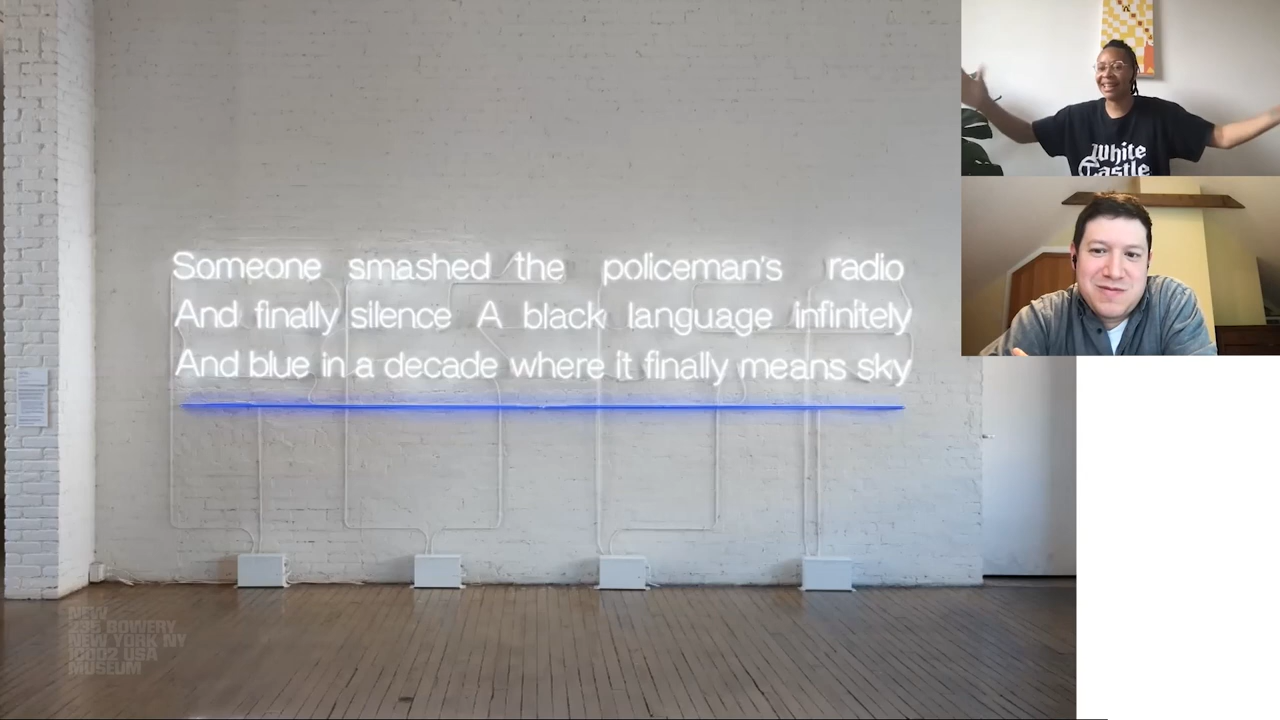 Someone smashed the policeman's radio
And finally silence A black language infinitely
And blue in a decade where it finally means sky
White
Castle
NEW
235 BOWERY
NEW YORK NY
10002 USA
MUSEUM